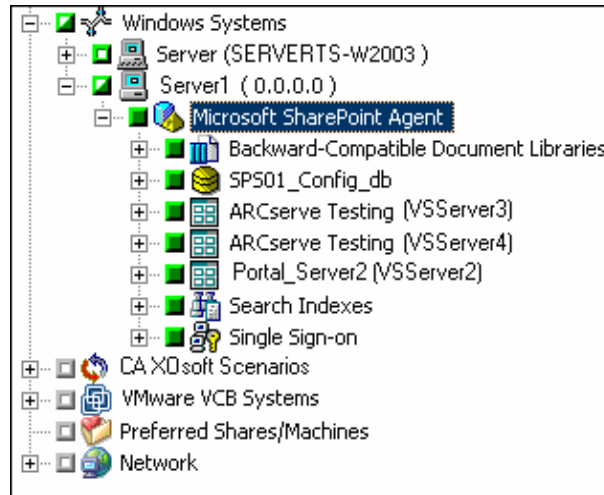 Windows Systems
Server (SERVERTS-W2003 )
Server1 ( 0.0.0.0 )
Microsoft SharePoint Agent
Backward-Compatible Document Libraries
SPS01_Config_db
ARCserve Testing (VSServer3)
ARCserve Testing (VSServer4)
Portal_Server2 (VSServer2)
Search Indexes
Single Sign-on
CA XOsoft Scenarios
VMware VCB Systems
Preferred Shares/Machines
Network